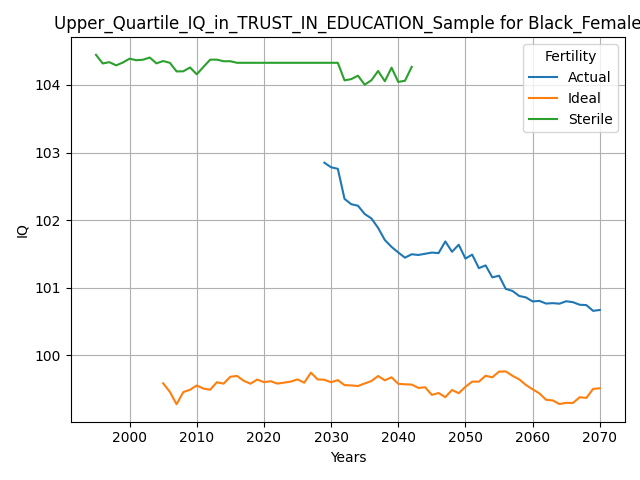 Upper_Quartile_IQ_in_TRUST_IN_EDUCATION_Sample for Black_Female
Fertility
Actual
Ideal
Sterile
104
103
102
101
100
IQ
2000 2010 2020 2030 2040 2050 2060 2070
Years